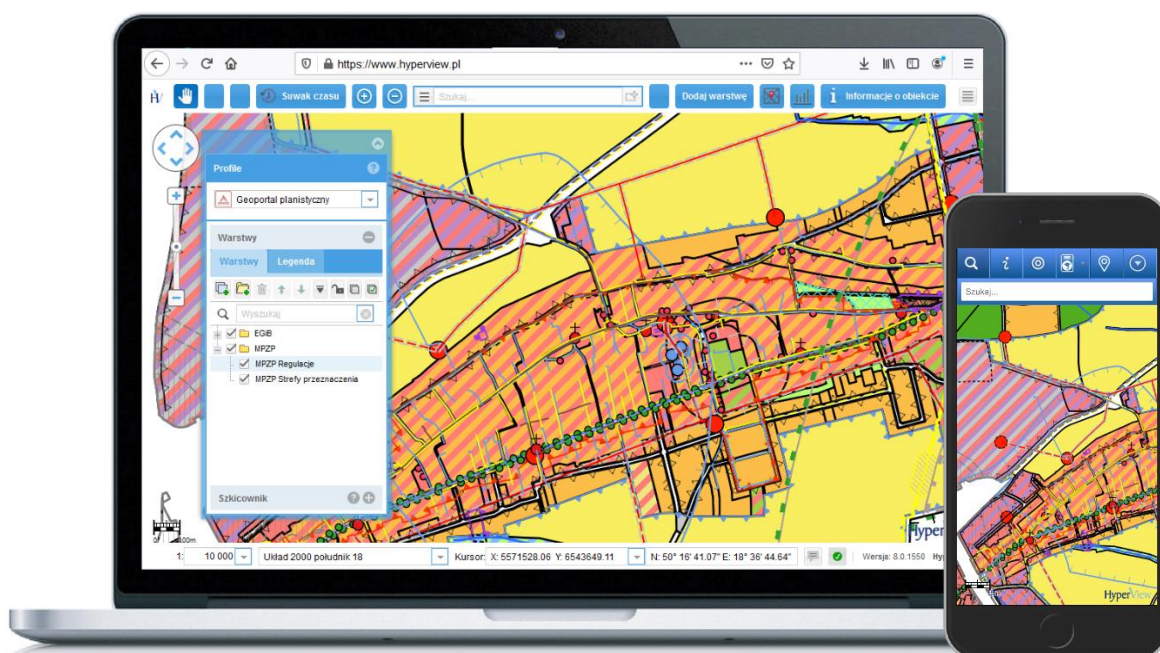 https://www.hyperview.pl
Suwak czasu
Szukaj...
Dodaj warstwę
Informacje o obiekcie
Profile
Geoportal planistyczny
Warstwy
Warstwy Legenda
Wyszukaj
EGiB
MPZP
MPZP Regulacje
MPZP Strefy przeznaczenia
Szkicownik
1: 10 000 Układ 2000 południk 18 Kursor: X: 5571528.06 Y: 6543649.11 N: 50° 16' 41.07" E: 18° 36' 44.64" Wersja: 8.0.1550
Szukaj...
HyperView